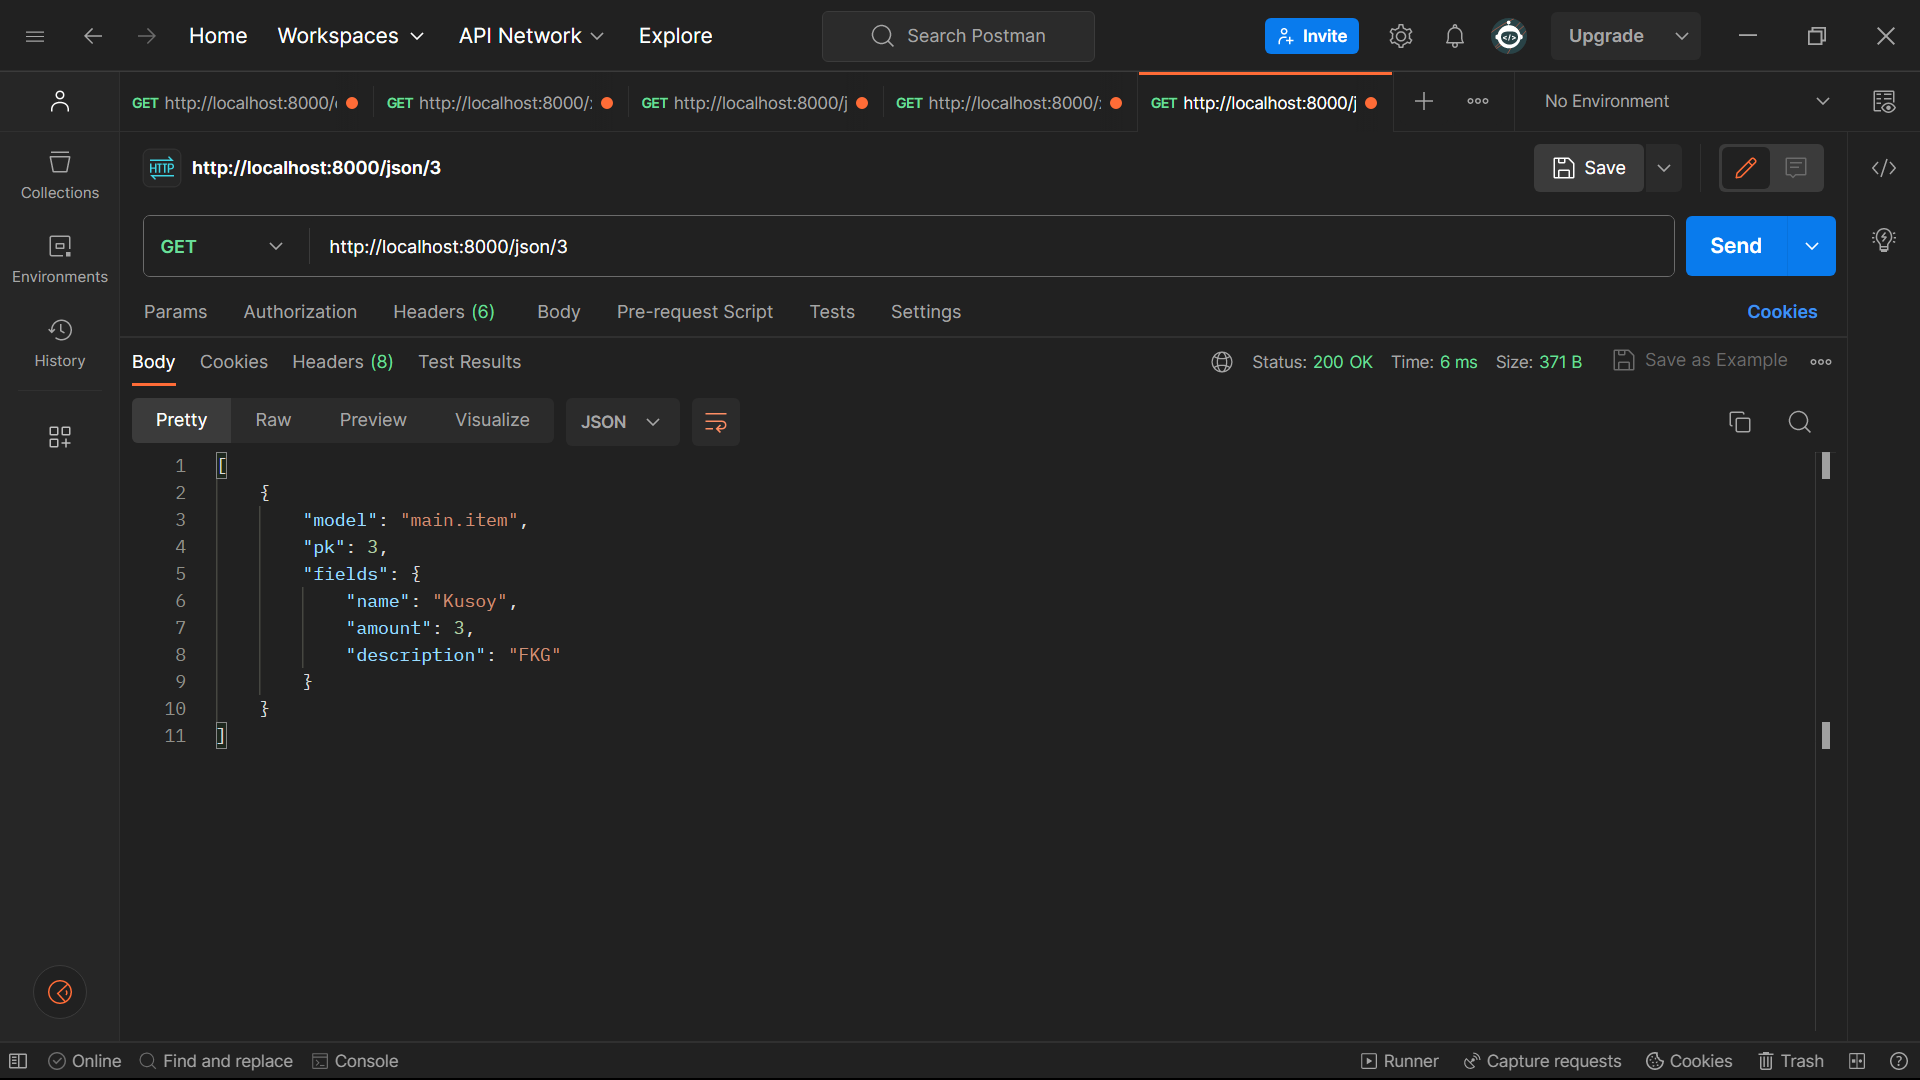 Home Workspaces API Network Explore Search Postman Invite Upgrade
GET http://localhost:8000/ GET http://localhost:8000/ GET http://localhost:8000/j GET http://localhost:8000/ GET http://localhost:8000/j No Environment
HTTP http://localhost:8000/json/3 Save
Collections
GET http://localhost:8000/json/3 Send
Environments
Params Authorization Headers (6) Body Pre-request Script Tests Settings Cookies
History
Body Cookies Headers (8) Test Results Status: 200 OK Time: 6 ms Size: 371 B Save as Example
Pretty Raw Preview Visualize JSON
1 [
2 {
3 "model": "main.item",
4 "pk": 3,
5 "fields": {
6 "name": "Kusoy",
7 "amount": 3,
8 "description": "FKG"
9 }
10 }
11 ]
Online Find and replace Console Runner Capture requests Cookies Trash